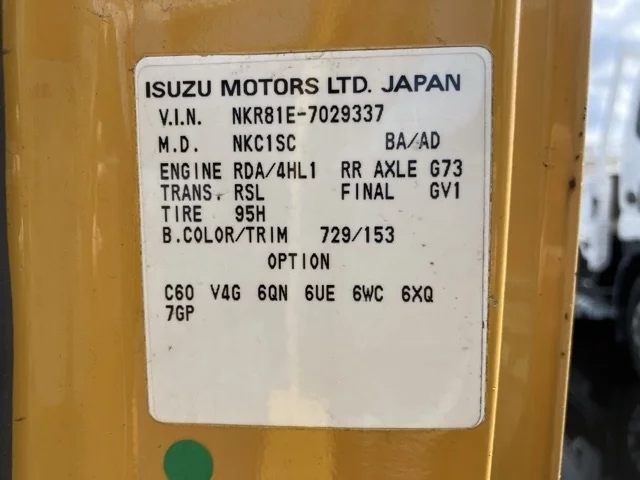 ISUZU MOTORS LTD. JAPAN
V.I.N. NKR81E-7029337
M.D. NKC1SC BA/AD
ENGINE RDA/4HL1 RR AXLE G73
TRANS. RSL FINAL GV1
TIRE 95H
B.COLOR/TRIM 729/153
OPTION
C60 V4G 6QN 6UE 6WC 6XQ
7GP